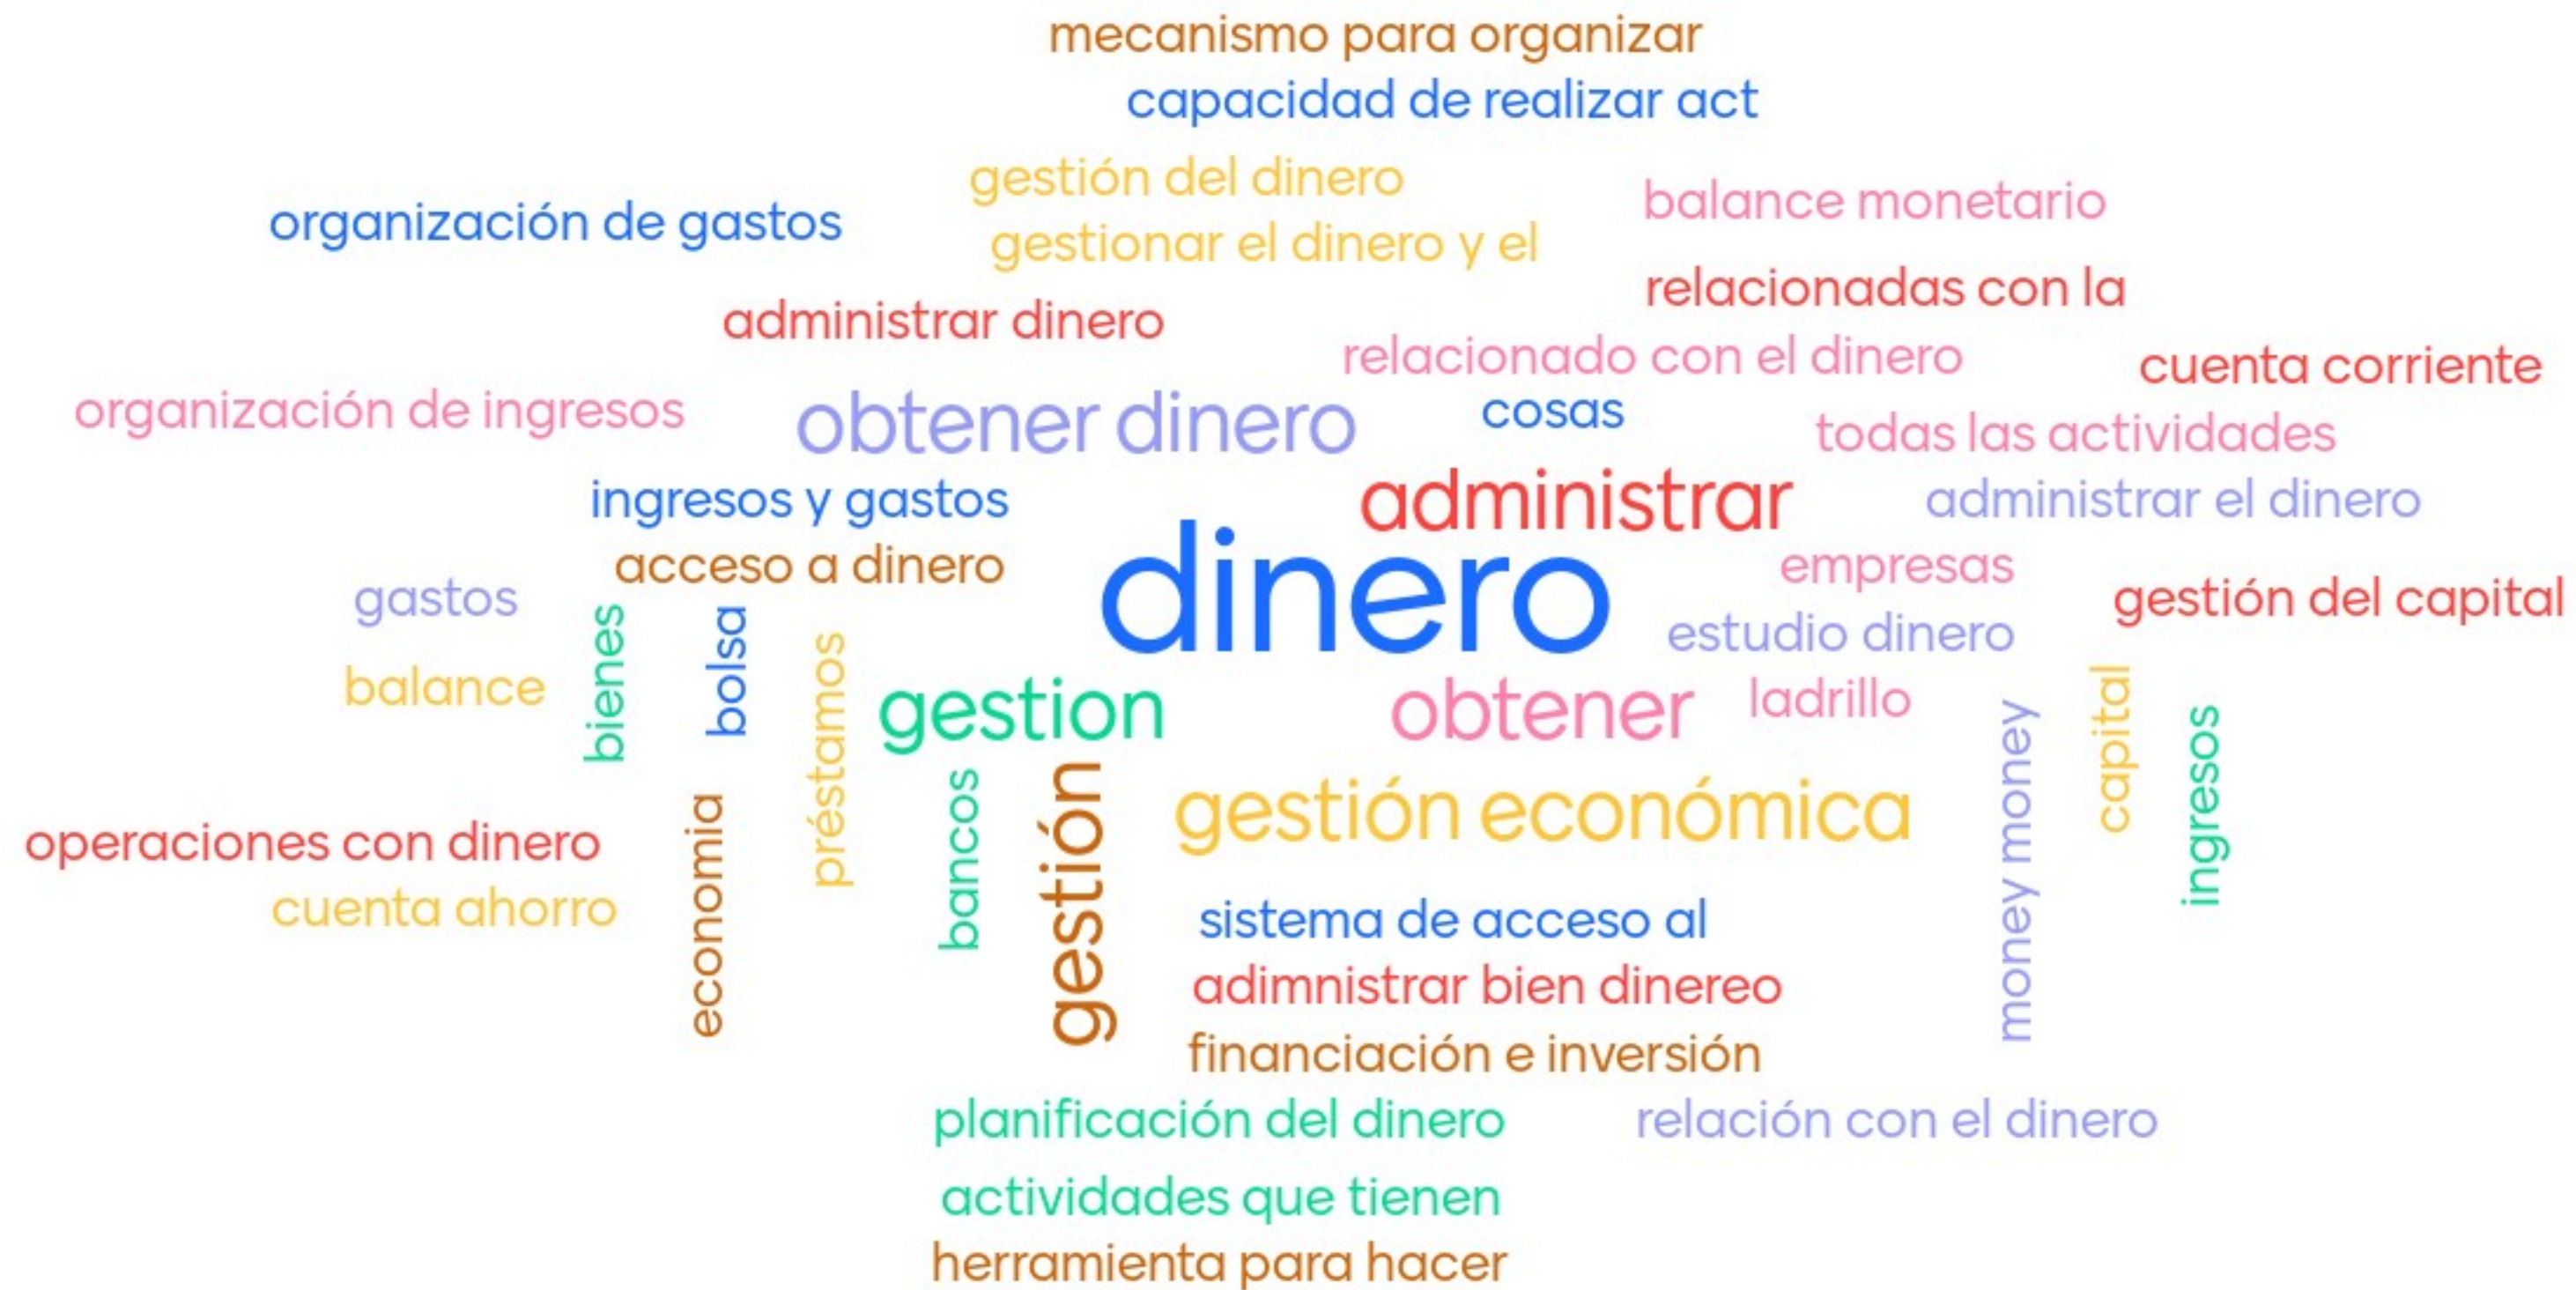 mecanismo para organizar
capacidad de realizar act
gestión del dinero
balance monetario
organización de gastos
gestionar el dinero y el
relacionadas con la
administrar dinero
relacionado con el dinero
cuenta corriente
organización de ingresos
obtener dinero
cosas
todas las actividades
ingresos y gastos
administrar
administrar el dinero
acceso a dinero
dinero
empresas
gastos
gestión del capital
estudio dinero
bienes
bolsa
balance
préstamos
gestion
obtener
ladrillo
capital
ingresos
money money
gestión económica
operaciones con dinero
economia
bancos
gestión
cuenta ahorro
sistema de acceso al
adimnistrar bien dinereo
financiación e inversión
planificación del dinero
relación con el dinero
actividades que tienen
herramienta para hacer